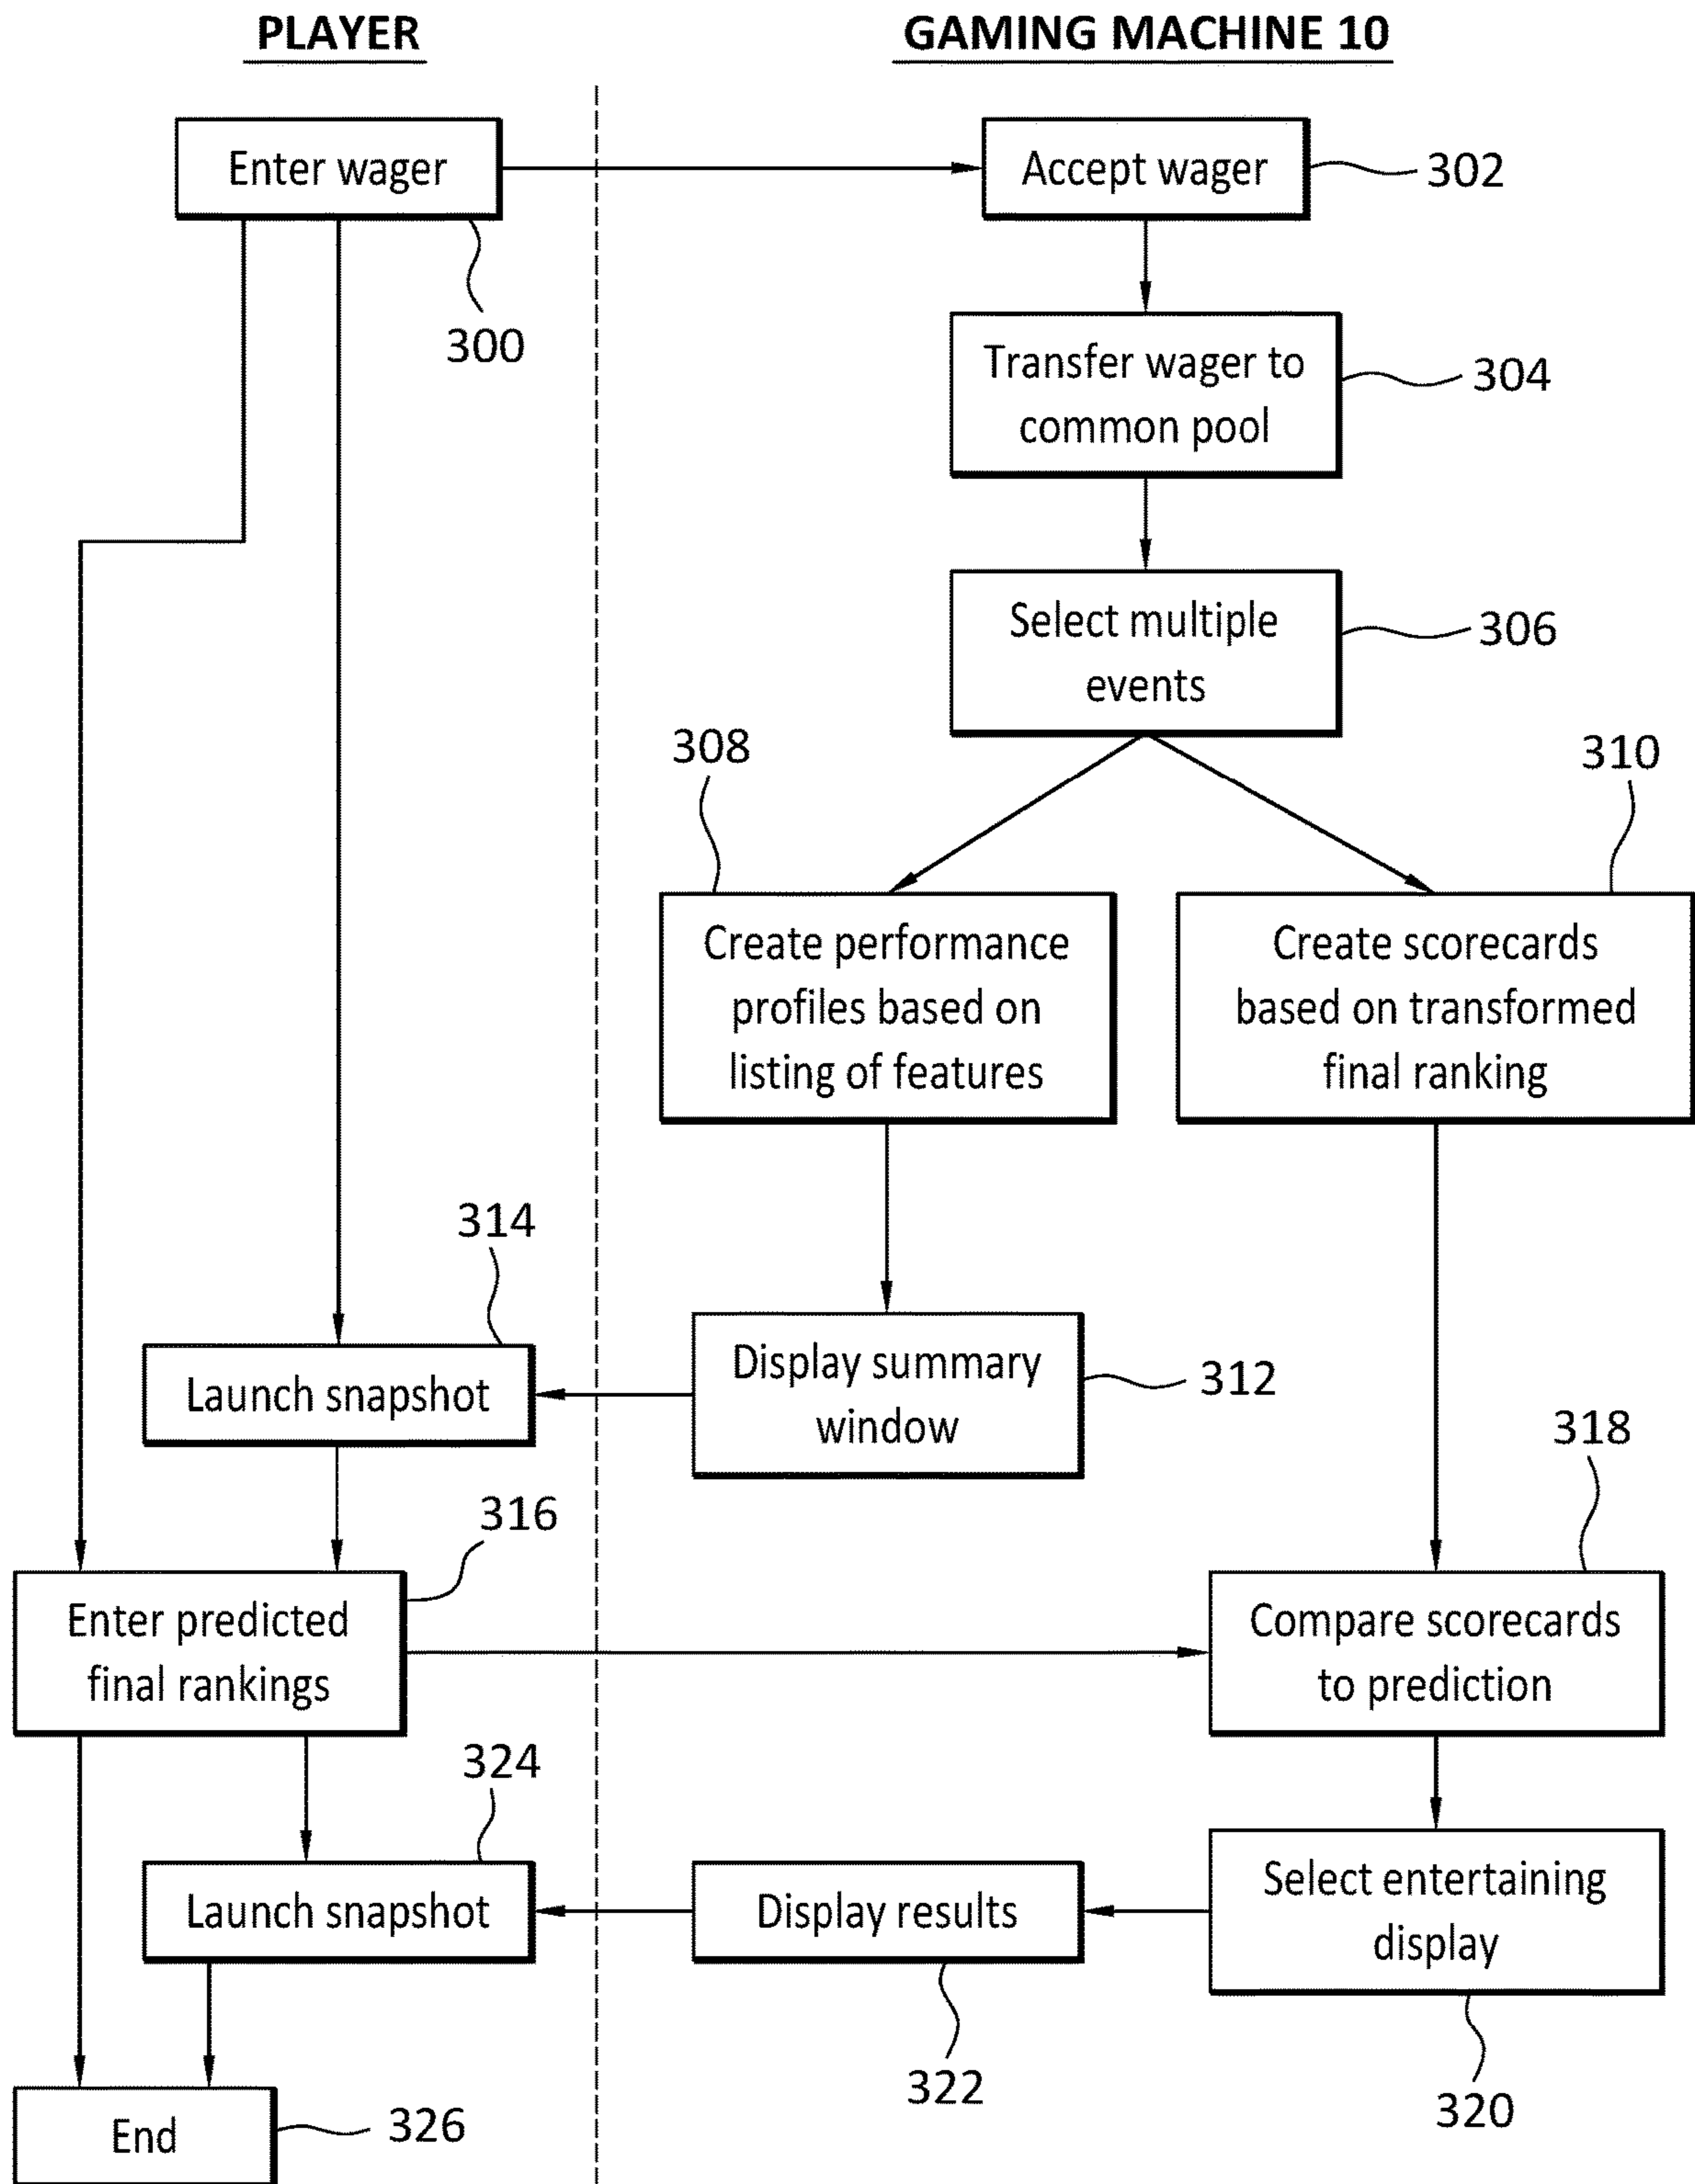 PLAYER
GAMING MACHINE 10
Enter wager
300
Accept wager
302
Transfer wager to
common pool
304
Select multiple
events
306
308
310
Create performance
profiles based on
listing of features
Create scorecards
based on transformed
final ranking
314
Launch snapshot
Display summary
window
312
316
318
Enter predicted
final rankings
Compare scorecards
to prediction
324
Launch snapshot
Display results
322
Select entertaining
display
320
End
326